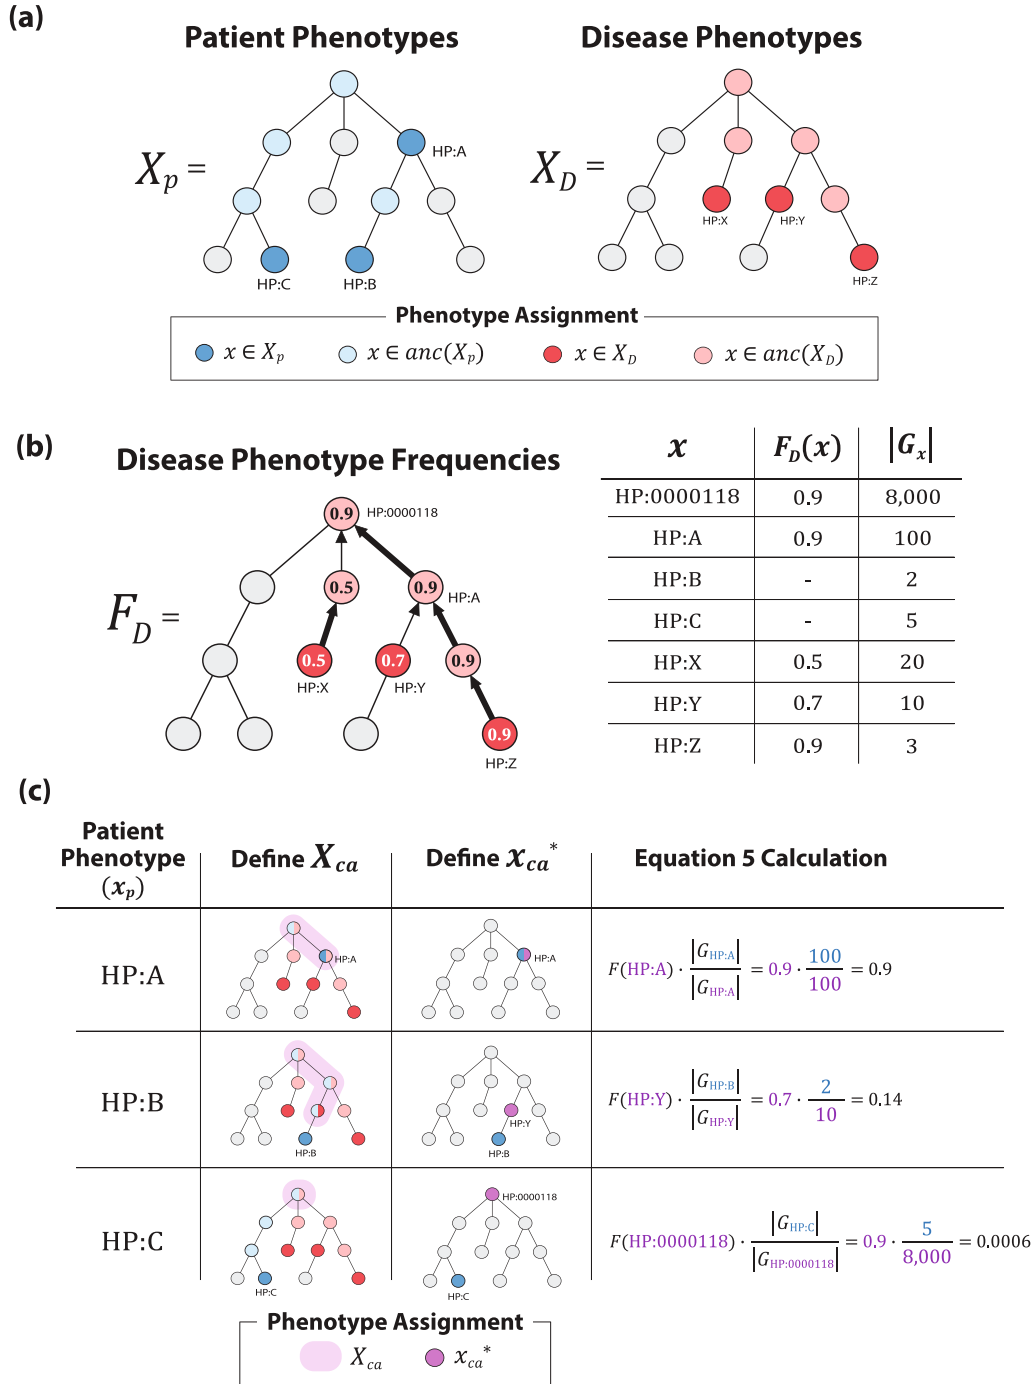 (a)
Patient Phenotypes
Disease Phenotypes
X_p =
HP:A
HP:C
HP:B
X_D =
HP:X
HP:Y
HP:Z
Phenotype Assignment
x ∈ X_p
x ∈ anc(X_p)
x ∈ X_D
x ∈ anc(X_D)
(b)
Disease Phenotype Frequencies
F_D =
0.9
HP:0000118
0.5
0.9
HP:A
0.5
HP:X
0.7
HP:Y
0.9
0.9
HP:Z
x F_D(x) |G_x|
HP:0000118 0.9 8,000
HP:A 0.9 100
HP:B - 2
HP:C - 5
HP:X 0.5 20
HP:Y 0.7 10
HP:Z 0.9 3
(c)
Patient
Phenotype
(x_p)
Define X_ca
Define x_ca*
Equation 5 Calculation
HP:A
HP:A
HP:A
F(HP:A) · |G_HP:A| / |G_HP:A| = 0.9 · 100 / 100 = 0.9
HP:B
HP:B
HP:Y
HP:B
F(HP:Y) · |G_HP:B| / |G_HP:Y| = 0.7 · 2 / 10 = 0.14
HP:C
HP:C
HP:0000118
HP:C
F(HP:0000118) · |G_HP:C| / |G_HP:0000118| = 0.9 · 5 / 8,000 = 0.0006
Phenotype Assignment
X_ca
x_ca*